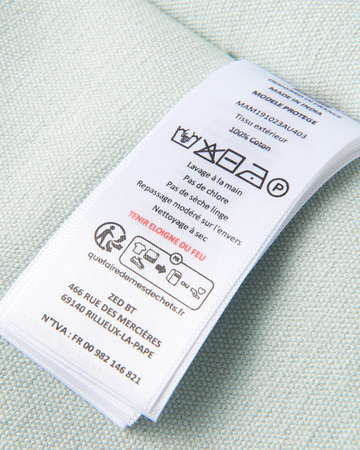 MADE IN INDIA
MODELE PROTEGE
MAM191023AU403
Tissu extérieur
100% Coton
P
Lavage à la main
Pas de chlore
Pas de sèche linge
Repassage modéré sur l'envers
Nettoyage à sec
TENIR ELOIGNE DU FEU
FR
ou
quefairedemesdechets.fr
ZED BT
466 RUE DES MERCIÈRES
69140 RILLIEUX-LA-PAPE
N°TVA : FR 00 982 146 821